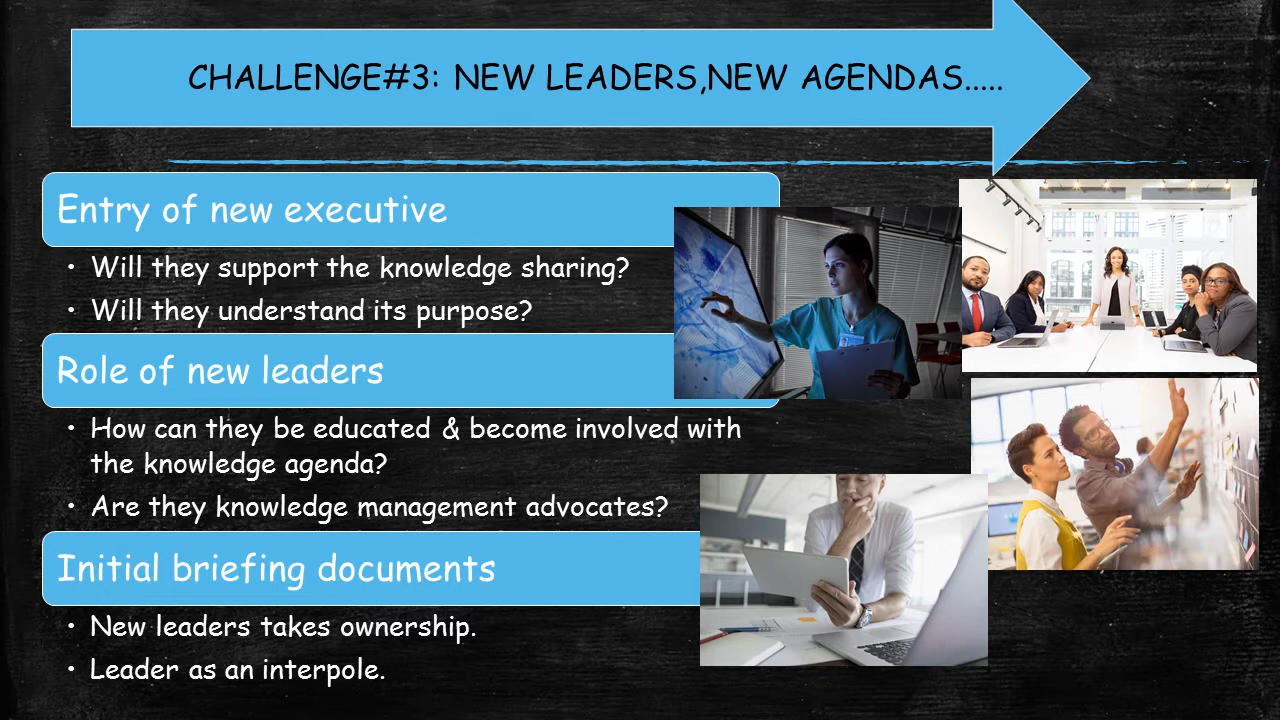 CHALLENGE#3: NEW LEADERS,NEW AGENDAS.....
Entry of new executive
• Will they support the knowledge sharing?
• Will they understand its purpose?
Role of new leaders
• How can they be educated & become involved with
the knowledge agenda?
• Are they knowledge management advocates?
Initial briefing documents
• New leaders takes ownership.
• Leader as an interpole.